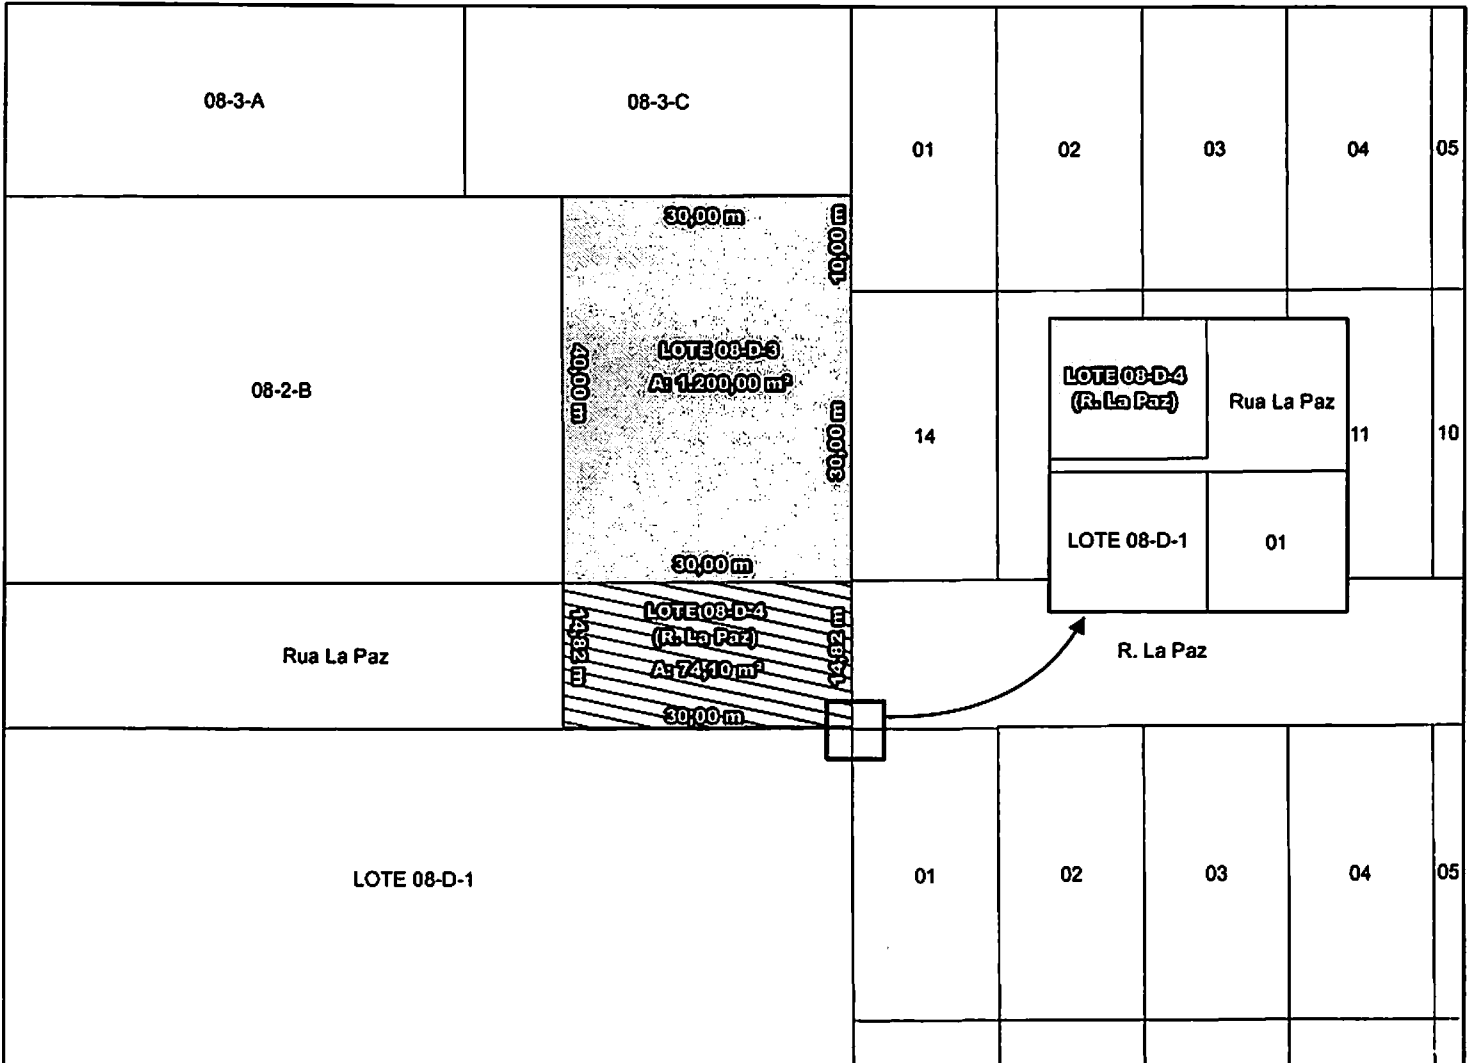 08-3-A
08-3-C
01
02
03
04
05
30,00 m
10,00 m
LOTE 08-D-3
A: 1.200,00 m²
40,00 m
30,00 m
30,00 m
08-2-B
14
11
10
LOTE 08-D-4
(R. La Paz)
Rua La Paz
LOTE 08-D-1
01
Rua La Paz
LOTE 08-D-4
(R. La Paz)
A: 74,10 m²
14,82 m
14,82 m
30,00 m
R. La Paz
LOTE 08-D-1
01
02
03
04
05